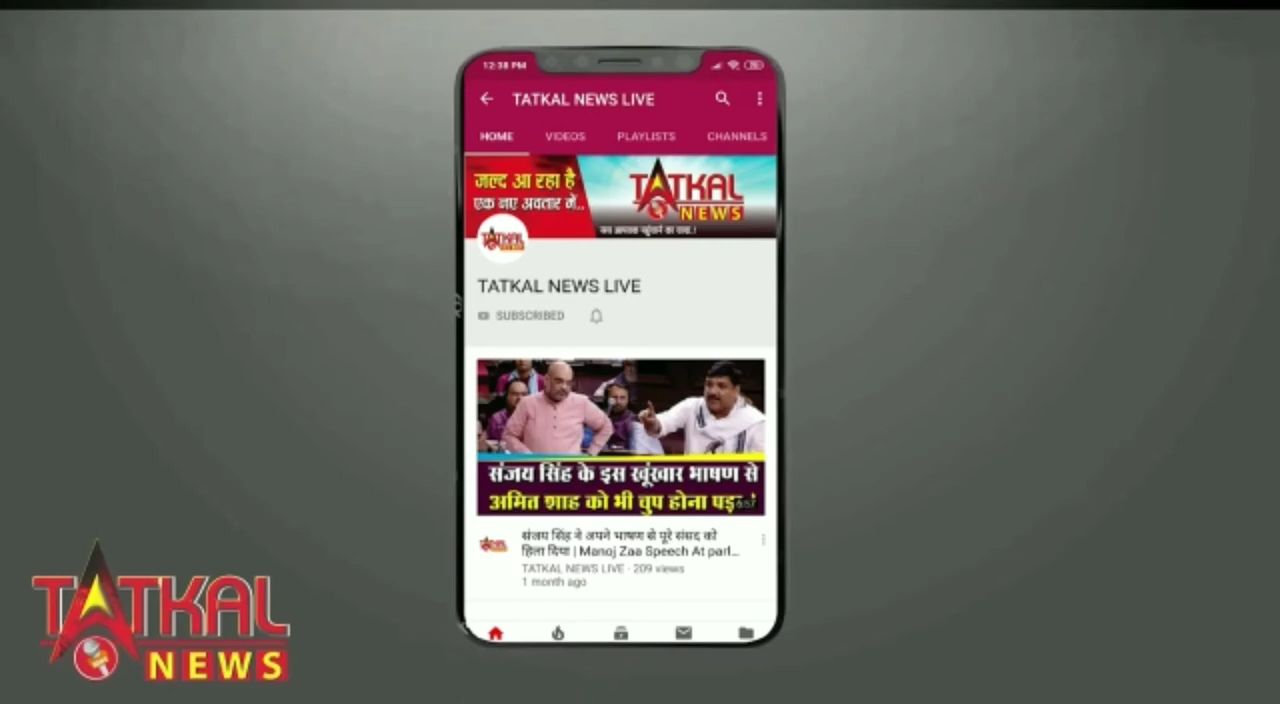 12:38 PM
TATKAL NEWS LIVE
HOME VIDEOS PLAYLISTS CHANNELS
जल्द आ रहा है
एक नए अवतार में..
TATKAL
NEWS
TATKAL NEWS LIVE
SUBSCRIBED
संजय सिंह के इस खूंखार भाषण से
अमित शाह को भी चुप होना
TATKAL
संजय सिंह ने अपने भाषण से पूरे संसद को
हिला दिया | Manoj Zaa Speech At parl...
TATKAL NEWS LIVE · 209 views
1 month ago
TATKAL
NEWS